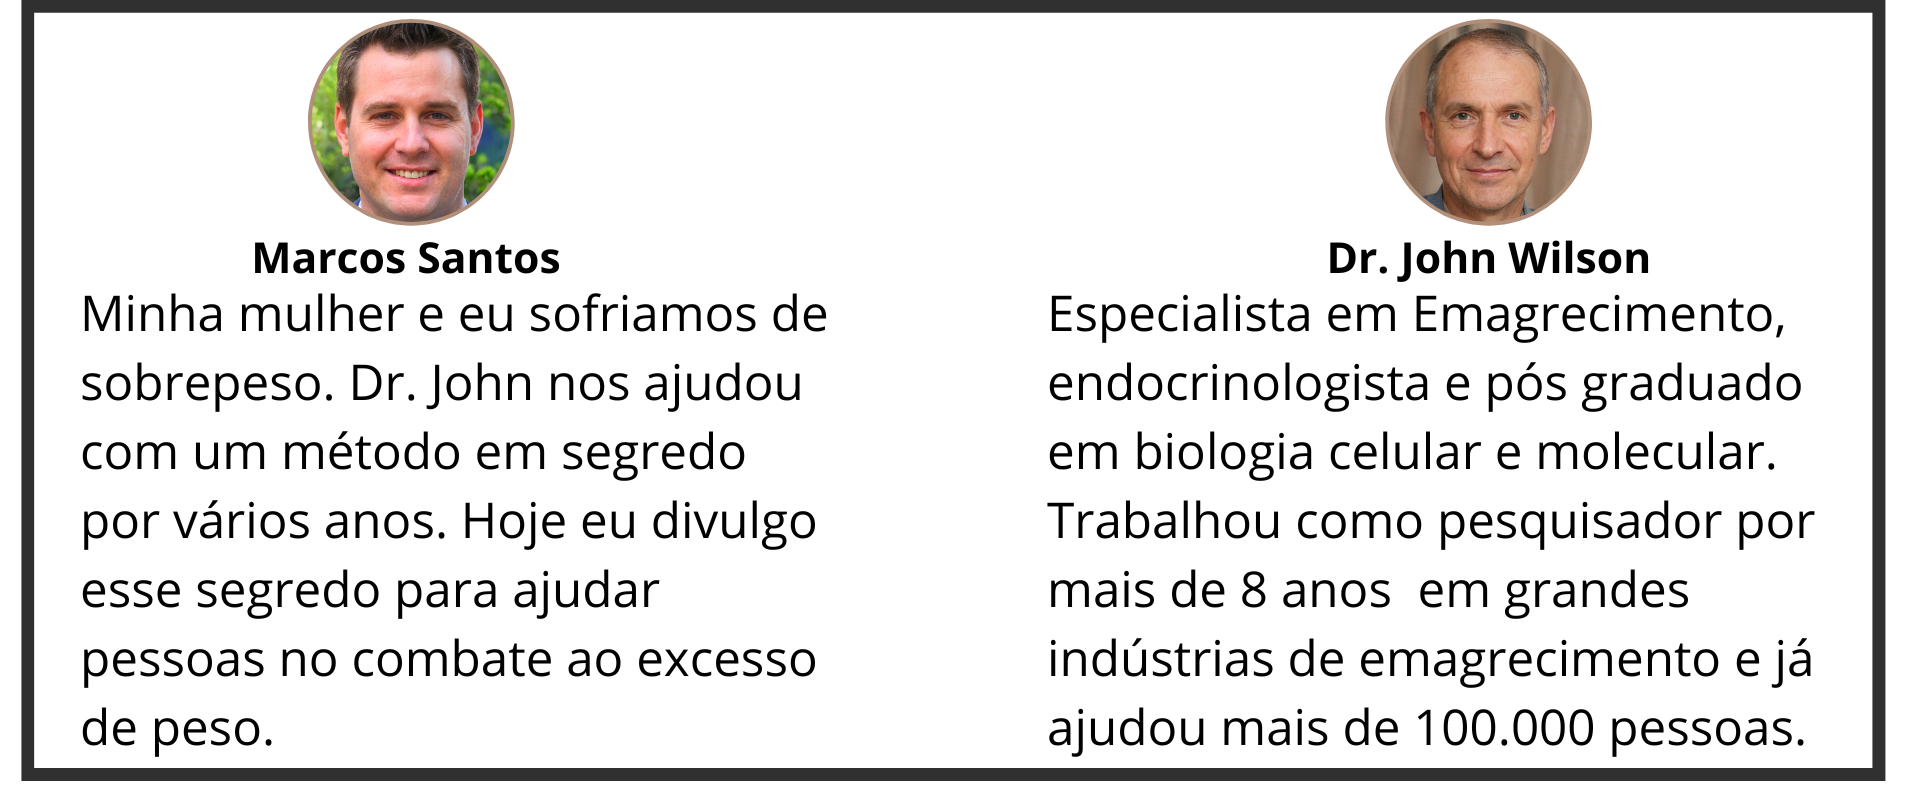 Marcos Santos
Minha mulher e eu sofriamos de
sobrepeso. Dr. John nos ajudou
com um método em segredo
por vários anos. Hoje eu divulgo
esse segredo para ajudar
pessoas no combate ao excesso
de peso.
Dr. John Wilson
Especialista em Emagrecimento,
endocrinologista e pós graduado
em biologia celular e molecular.
Trabalhou como pesquisador por
mais de 8 anos  em grandes
indústrias de emagrecimento e já
ajudou mais de 100.000 pessoas.